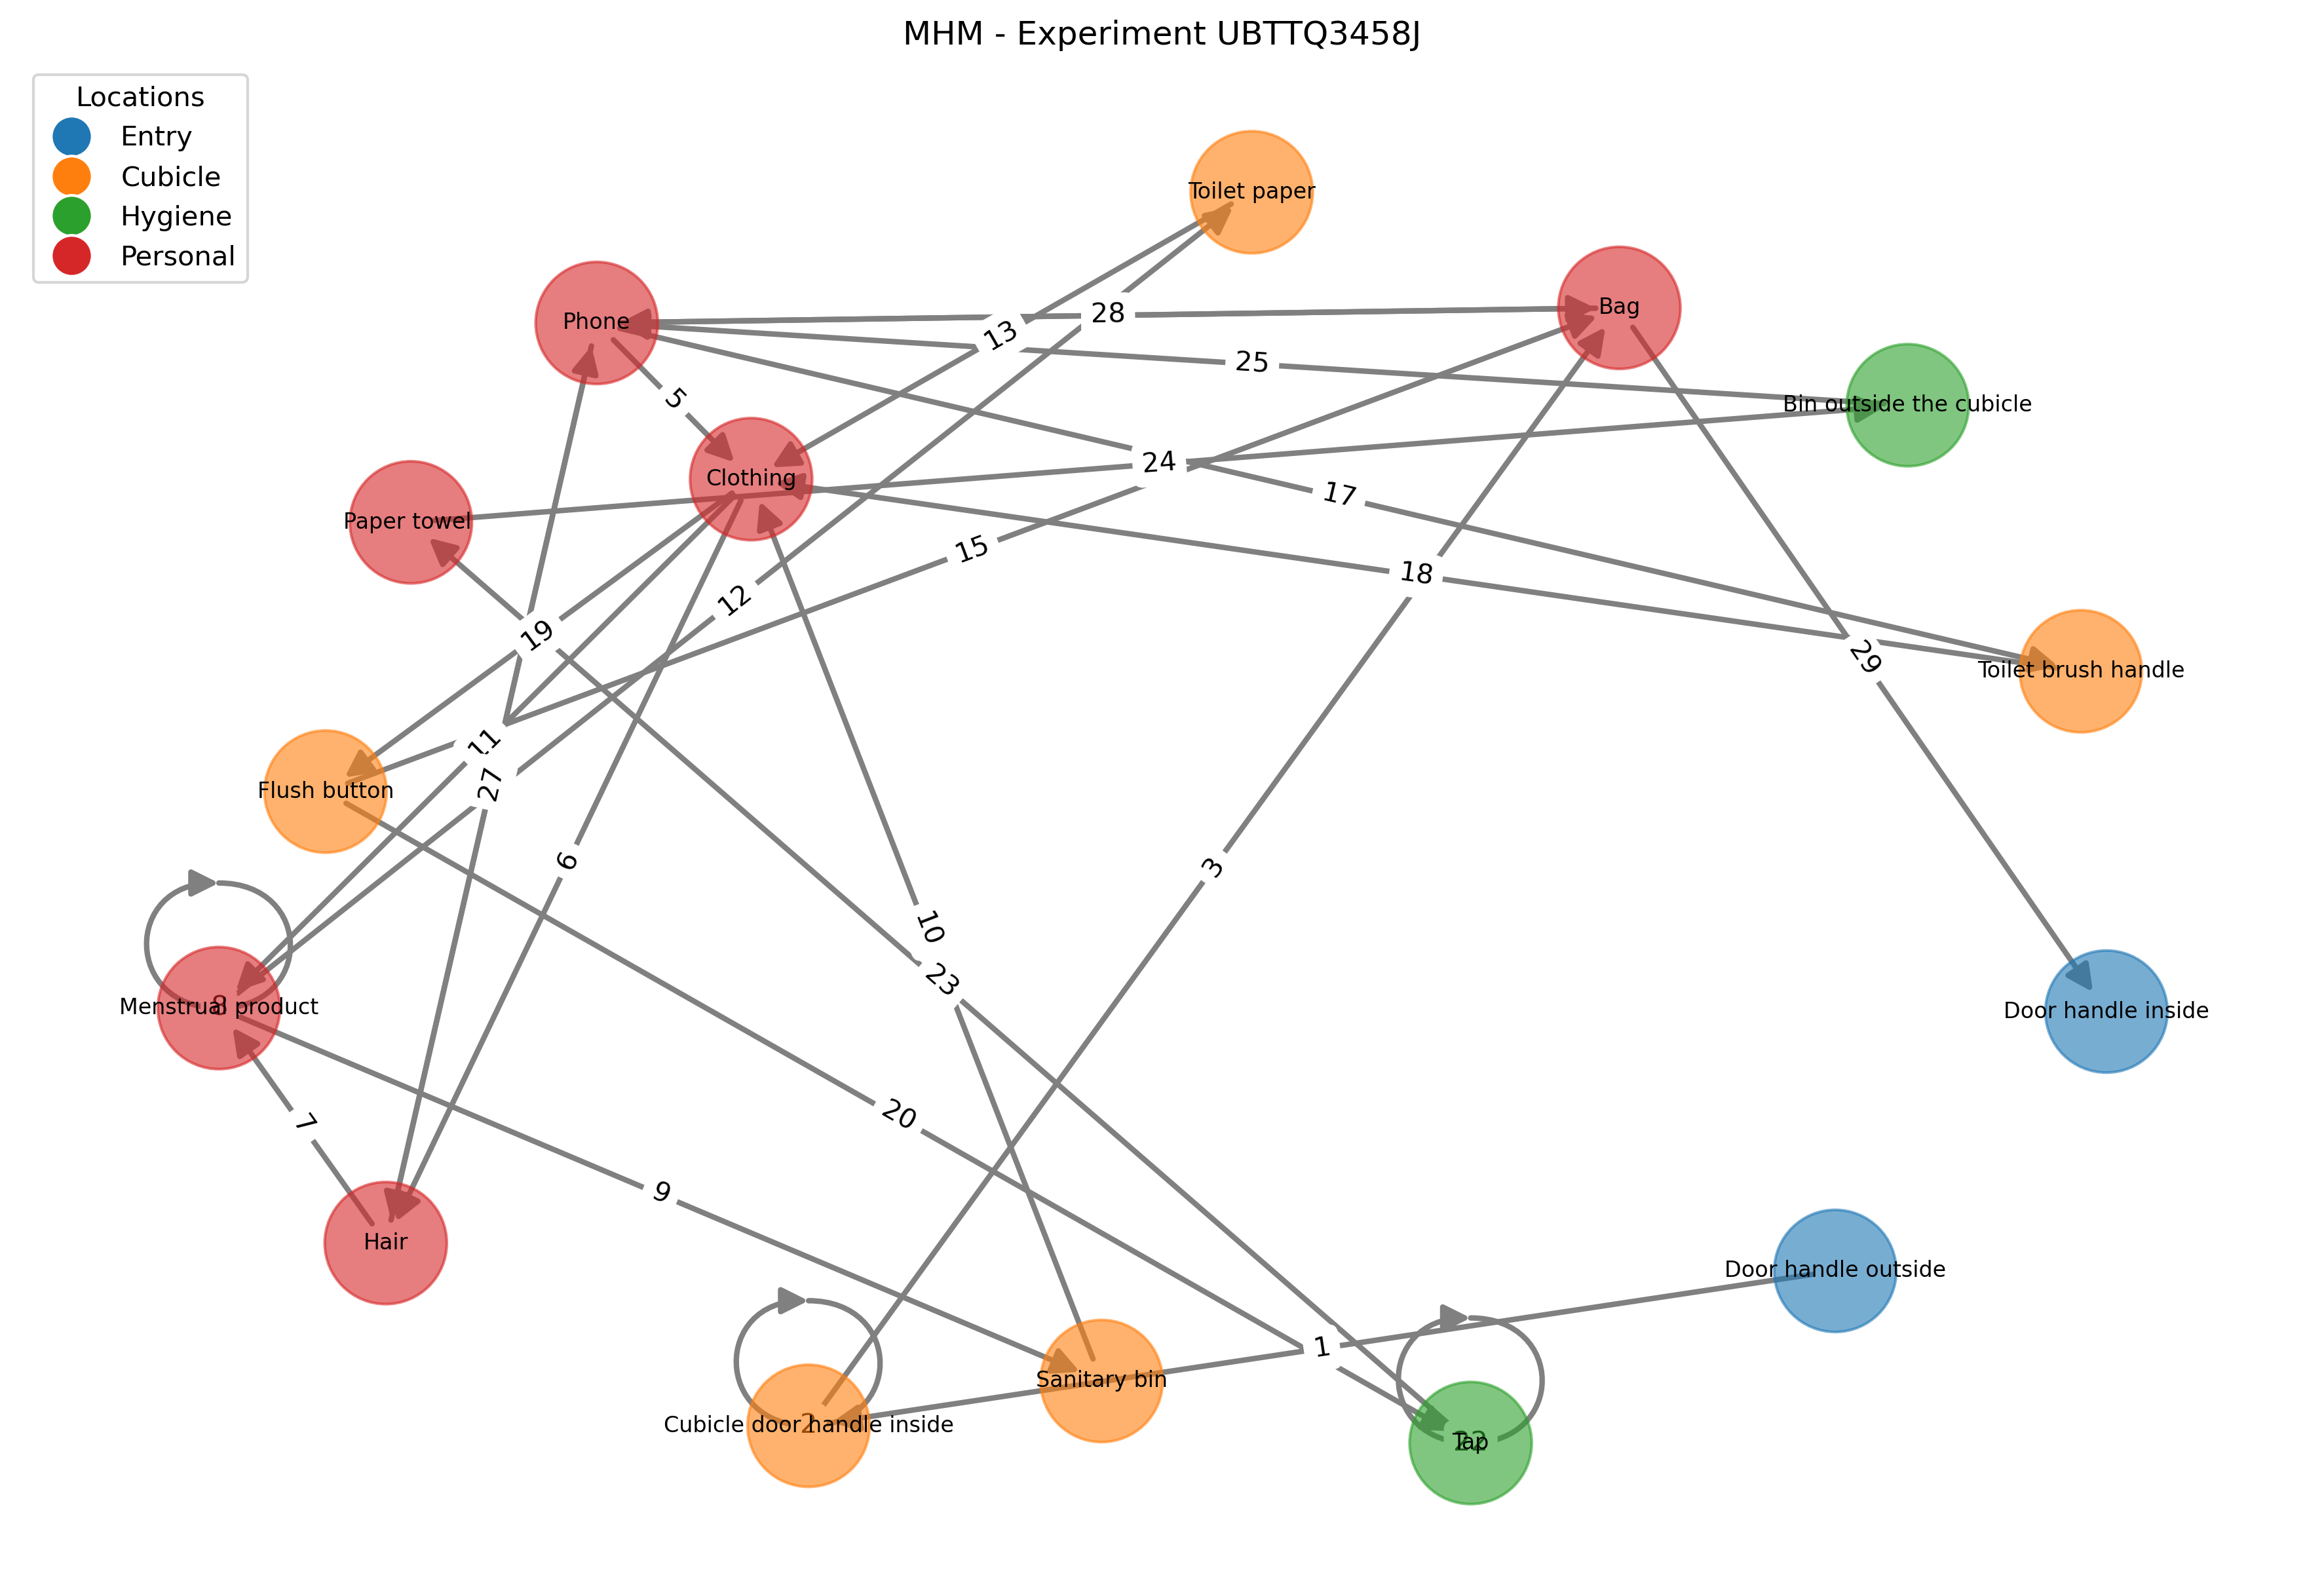 MHM - Experiment UBTTQ3458J
Locations
Entry
Cubicle
Hygiene
Personal
Toilet paper
Bag
Phone
28
13
25
5
Bin outside the cubicle
Clothing
24
17
Paper towel
15
18
12
19
29
Toilet brush handle
11
27
Flush button
6
3
10
23
Menstrual product
8
Door handle inside
7
20
9
Hair
Door handle outside
1
Sanitary bin
Cubicle door handle inside
2
Tap
22